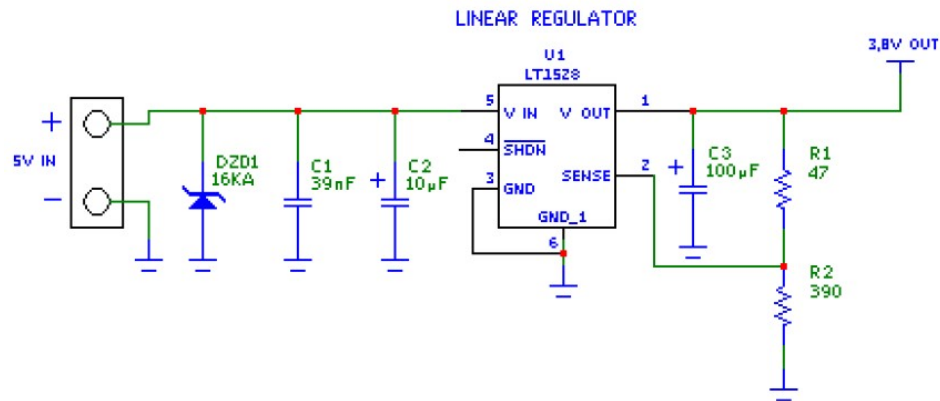 LINEAR REGULATOR
3,8V OUT
U1
LT1528
+
5V IN
-
DZD1
16KA
C1
39nF
+
C2
10µF
5
V IN
V OUT
1
4
SHDN
3
GND
SENSE
2
GND_1
6
+
C3
100µF
R1
47
R2
390